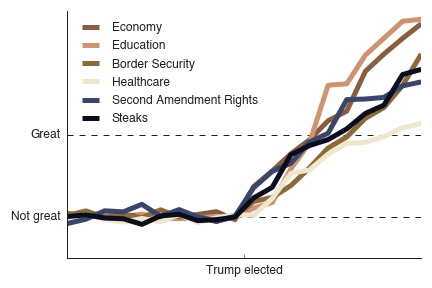 Economy
Education
Border Security
Healthcare
Second Amendment Rights
Steaks
Great
Not great
Trump elected